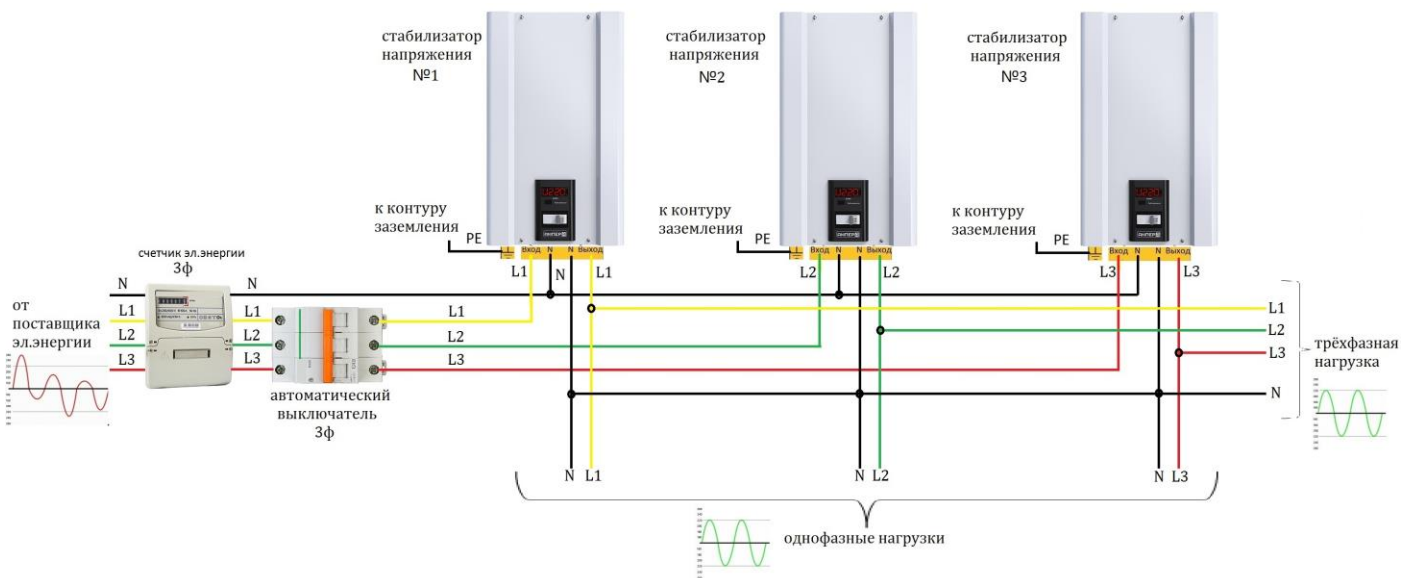 стабилизатор
напряжения
№1
стабилизатор
напряжения
№2
стабилизатор
напряжения
№3
к контуру
заземления
PE
Вход N N Выход
к контуру
заземления
PE
Вход N N Выход
к контуру
заземления
PE
Вход N N Выход
L1 N L1
L2 L2
L3 L3
счетчик эл.энергии
3ф
от
поставщика
эл.энергии
N N
L1 L1 L1
L2 L2 L2
L3 L3 L3
автоматический
выключатель
3ф
L1
L2
L3
N
трёхфазная
нагрузка
N L1
N L2
N L3
однофазные нагрузки